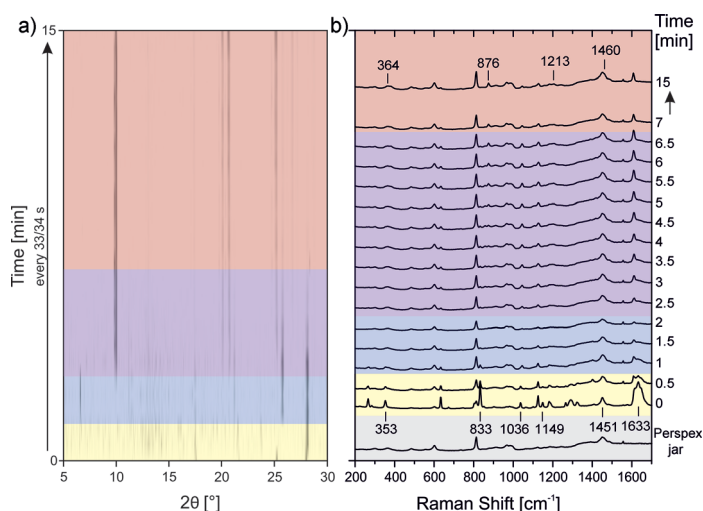 a)
15
Time [min]
every 33/34 s
0
5 10 15 20 25 30
2θ [°]
b)
Time
[min]
364 876 1213 1460
15
7
6.5
6
5.5
5
4.5
4
3.5
3
2.5
2
1.5
1
0.5
0
353 833 1036 1149 1451 1633
Perspex
jar
200 400 600 800 1000 1200 1400 1600
Raman Shift [cm⁻¹]